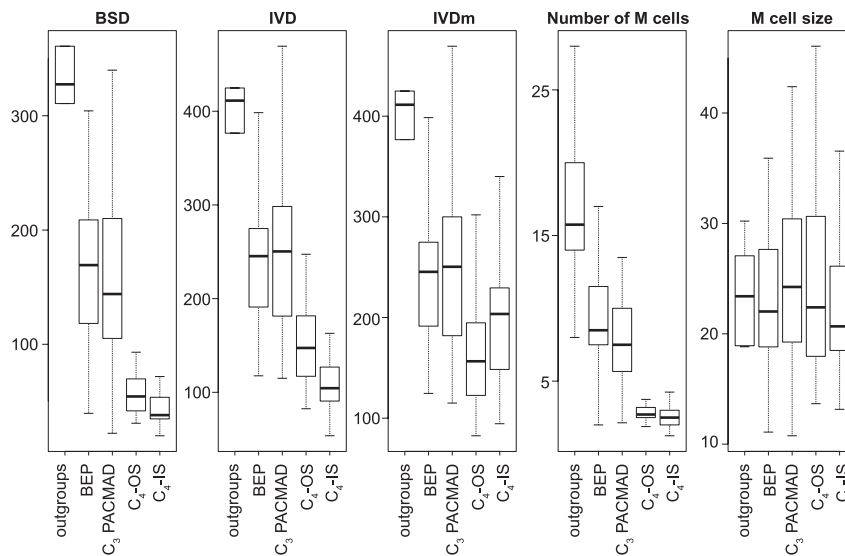 BSD
300
200
100
outgroups
BEP
C₃ PACMAD
C₄-OS
C₄-IS
IVD
400
300
200
100
outgroups
BEP
C₃ PACMAD
C₄-OS
C₄-IS
IVDm
400
300
200
100
outgroups
BEP
C₃ PACMAD
C₄-OS
C₄-IS
Number of M cells
25
15
5
outgroups
BEP
C₃ PACMAD
C₄-OS
C₄-IS
M cell size
40
30
20
10
outgroups
BEP
C₃ PACMAD
C₄-OS
C₄-IS